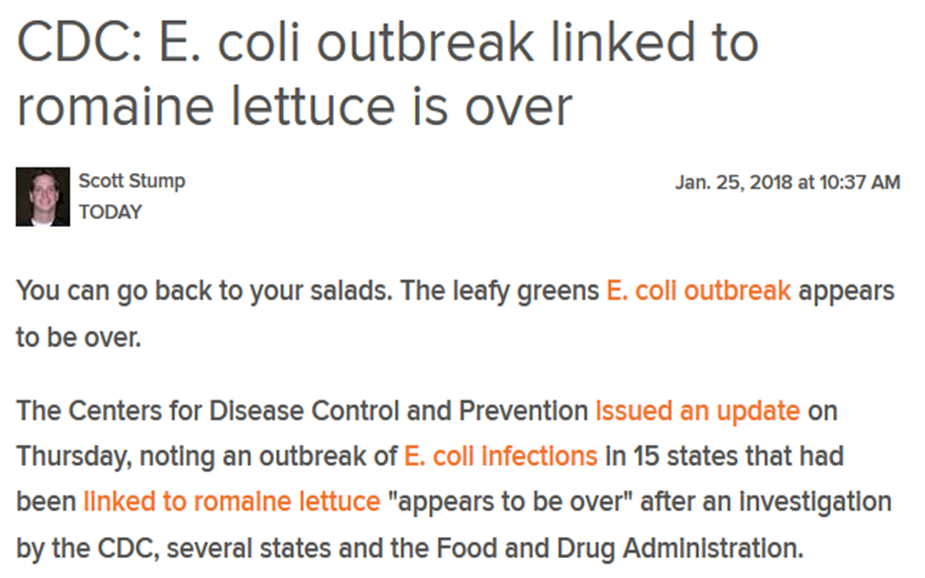 CDC: E. coli outbreak linked to
romaine lettuce is over
Scott Stump
Jan. 25, 2018 at 10:37 AM
TODAY
You can go back to your salads. The leafy greens E. coli outbreak appears
to be over.
The Centers for Disease Control and Prevention issued an update on
Thursday, noting an outbreak of E. coli infections in 15 states that had
been linked to romaine lettuce "appears to be over" after an investigation
by the CDC, several states and the Food and Drug Administration.